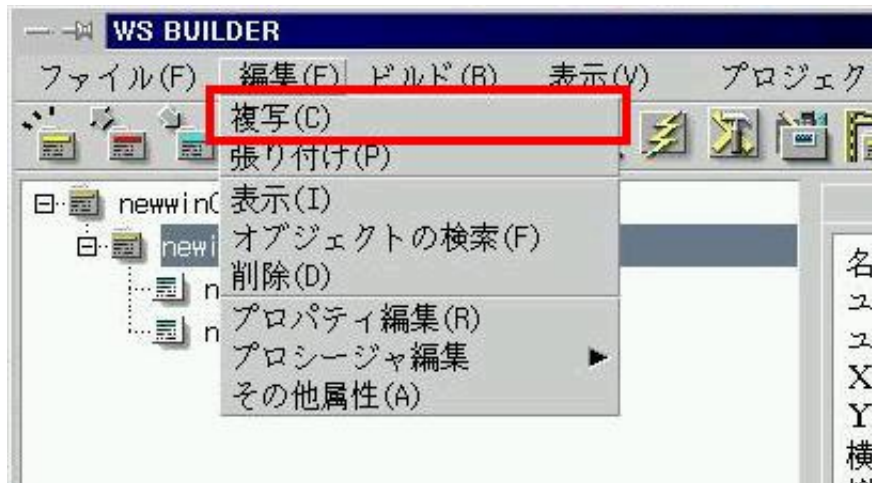 WS BUILDER
ファイル(F) 編集(E) ビルド(B) 表示(V) プロジェク
複写(C)
張り付け(P)
表示(I)
オブジェクトの検索(F)
削除(D)
プロパティ編集(R)
プロシージャ編集
その他属性(A)
newwin(
newi
n
n
名
ユ
ユ
X
Y
横